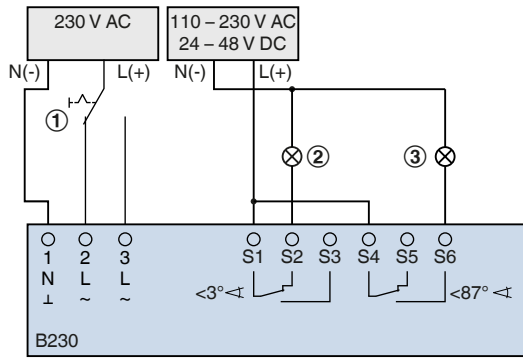 230 V AC
110 – 230 V AC
24 – 48 V DC
N(-) L(+) N(-) L(+)
① ② ③
1 2 3 S1 S2 S3 S4 S5 S6
N L L
⊥ ~ ~ <3° <87°
B230